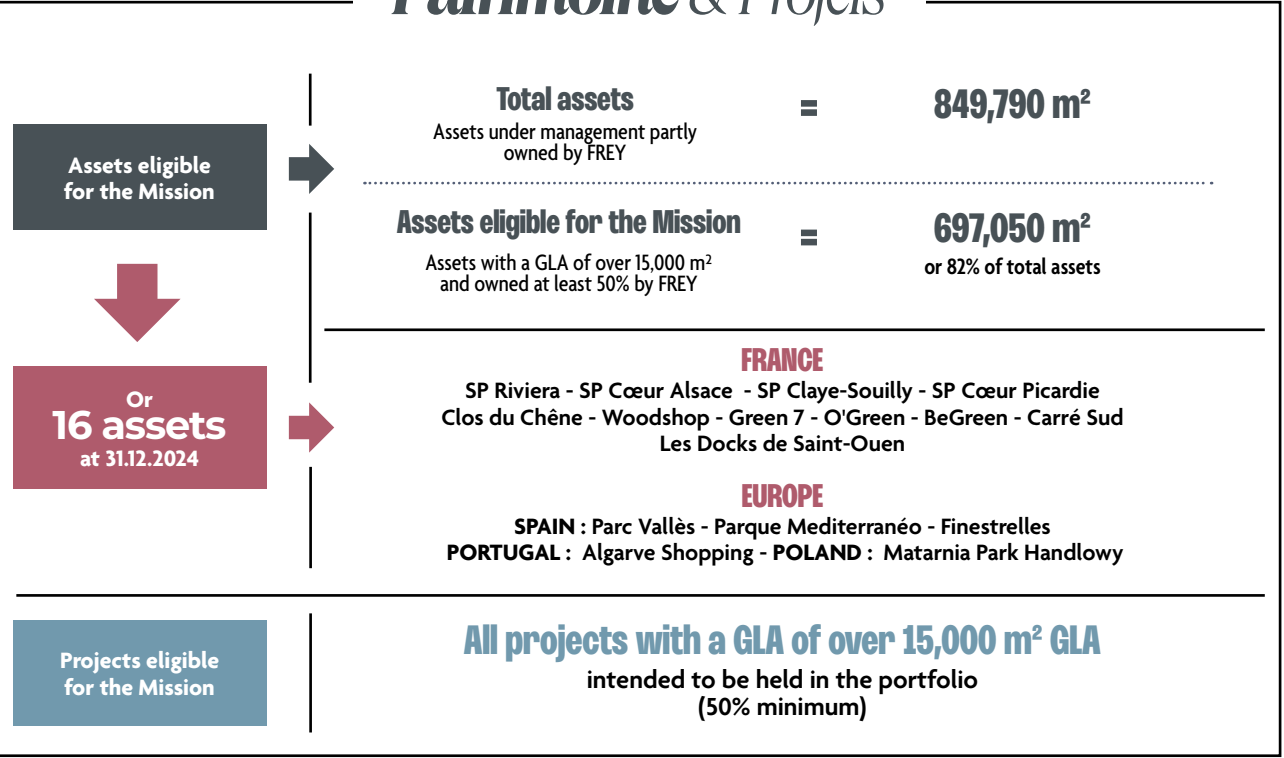 Patrimoine & Projets
Total assets
=
849,790 m²
Assets under management partly
owned by FREY
Assets eligible
for the Mission
Assets eligible for the Mission
=
697,050 m²
Assets with a GLA of over 15,000 m²
and owned at least 50% by FREY
or 82% of total assets
Or
16 assets
at 31.12.2024
FRANCE
SP Riviera - SP Cœur Alsace - SP Claye-Souilly - SP Cœur Picardie
Clos du Chêne - Woodshop - Green 7 - O'Green - BeGreen - Carré Sud
Les Docks de Saint-Ouen
EUROPE
SPAIN : Parc Vallès - Parque Mediterranéo - Finestrelles
PORTUGAL : Algarve Shopping - POLAND : Matarnia Park Handlowy
Projects eligible
for the Mission
All projects with a GLA of over 15,000 m² GLA
intended to be held in the portfolio
(50% minimum)